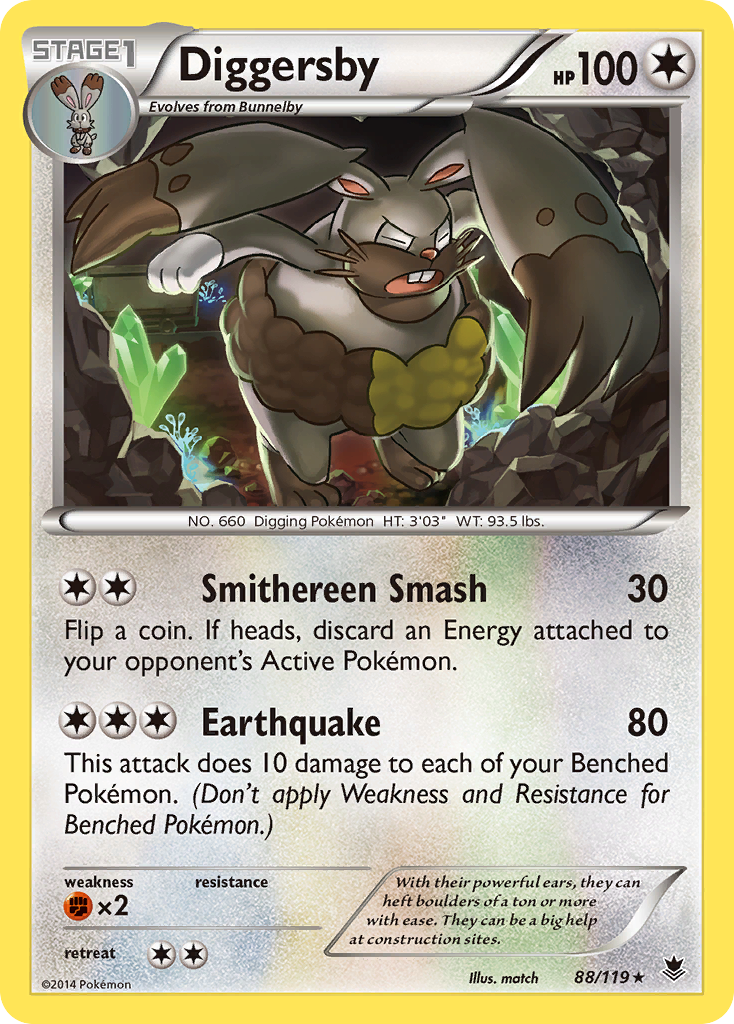 STAGE1
Diggersby
HP100
Evolves from Bunnelby
NO. 660 Digging Pokémon HT: 3'03" WT: 93.5 lbs.
Smithereen Smash 30
Flip a coin. If heads, discard an Energy attached to
your opponent's Active Pokémon.
Earthquake 80
This attack does 10 damage to each of your Benched
Pokémon. (Don't apply Weakness and Resistance for
Benched Pokémon.)
weakness resistance
×2
retreat
With their powerful ears, they can
heft boulders of a ton or more
with ease. They can be a big help
at construction sites.
©2014 Pokémon
Illus. match 88/119★